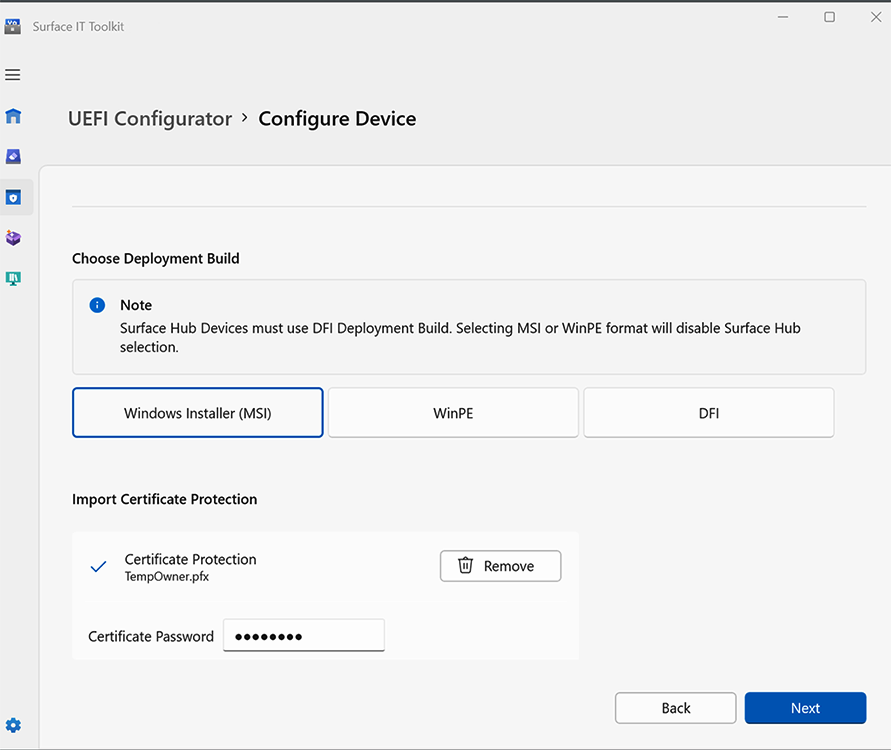 Surface IT Toolkit
UEFI Configurator > Configure Device
Choose Deployment Build
Note
Surface Hub Devices must use DFI Deployment Build. Selecting MSI or WinPE format will disable Surface Hub
selection.
Windows Installer (MSI)
WinPE
DFI
Import Certificate Protection
Certificate Protection
TempOwner.pfx
Remove
Certificate Password ●●●●●●●●
Back
Next